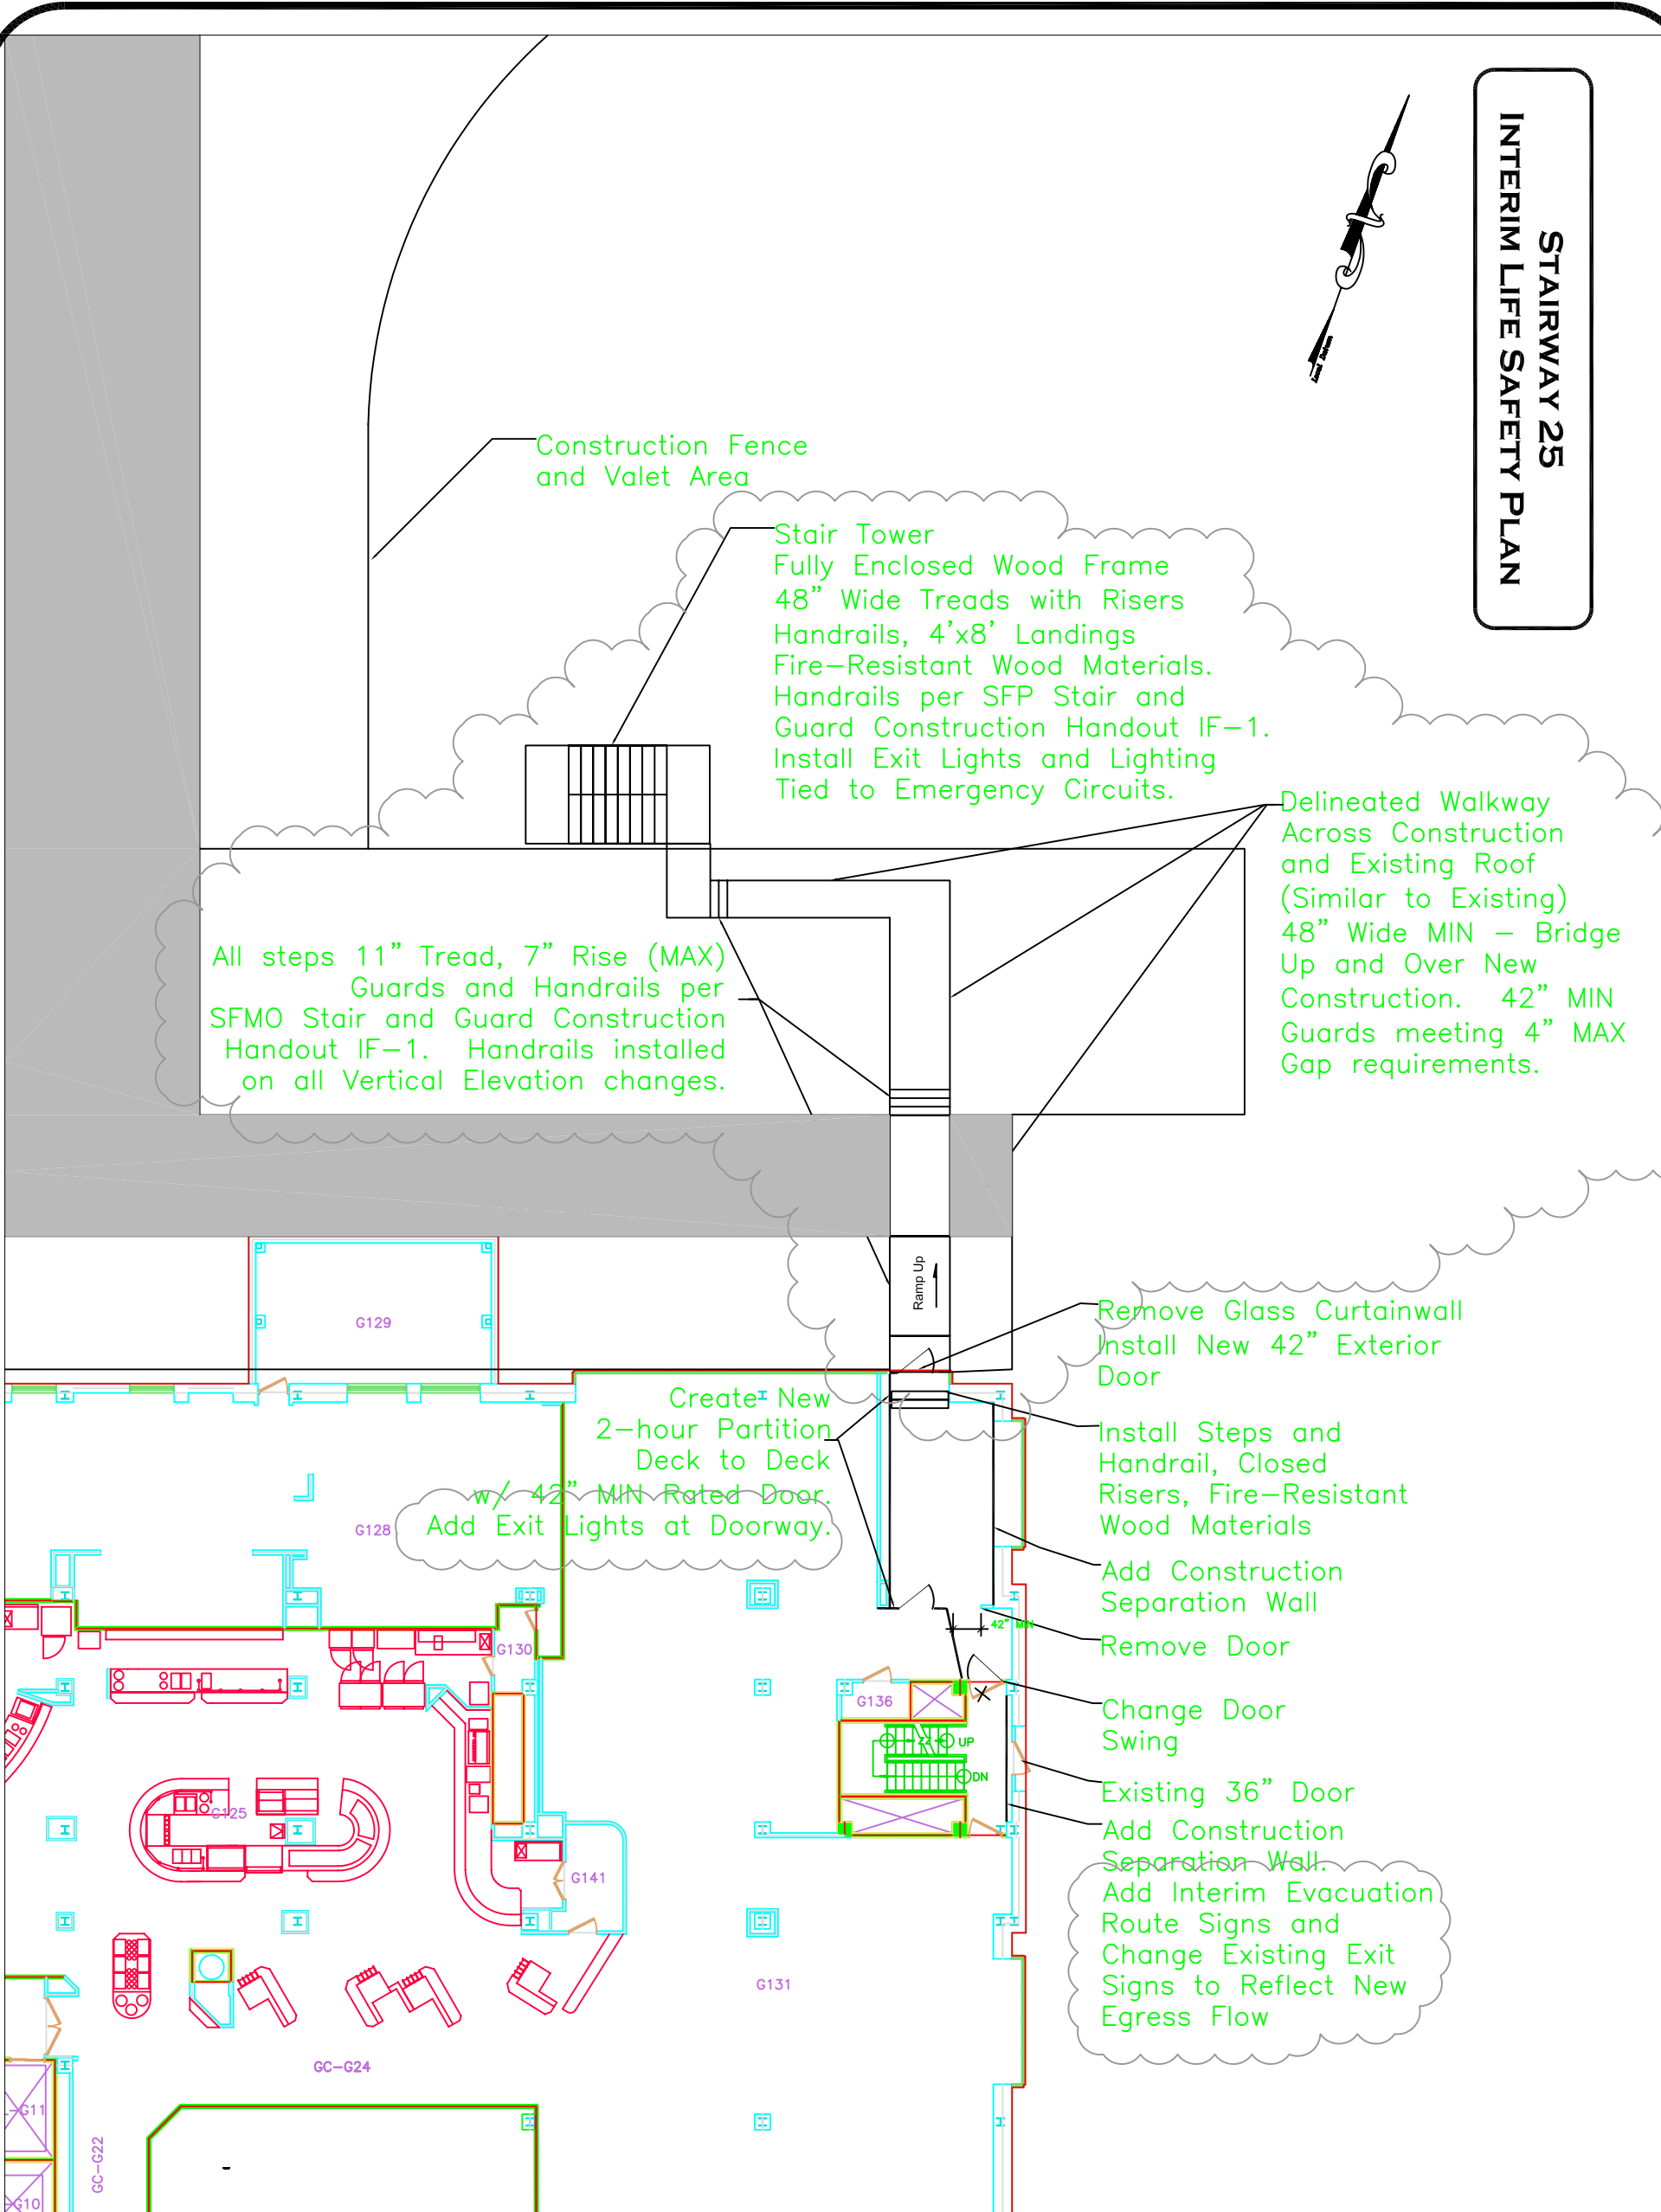 STAIRWAY 25
INTERIM LIFE SAFETY PLAN
Local Datum
Construction Fence
and Valet Area
Stair Tower
Fully Enclosed Wood Frame
48" Wide Treads with Risers
Handrails, 4'x8' Landings
Fire-Resistant Wood Materials.
Handrails per SFP Stair and
Guard Construction Handout IF-1.
Install Exit Lights and Lighting
Tied to Emergency Circuits.
Delineated Walkway
Across Construction
and Existing Roof
(Similar to Existing)
48" Wide MIN - Bridge
Up and Over New
Construction. 42" MIN
Guards meeting 4" MAX
Gap requirements.
All steps 11" Tread, 7" Rise (MAX)
Guards and Handrails per
SFMO Stair and Guard Construction
Handout IF-1. Handrails installed
on all Vertical Elevation changes.
Ramp Up
Remove Glass Curtainwall
Install New 42" Exterior
Door
Create New
2-hour Partition
Deck to Deck
w/ 42" MIN Rated Door.
Add Exit Lights at Doorway.
Install Steps and
Handrail, Closed
Risers, Fire-Resistant
Wood Materials
Add Construction
Separation Wall
42" MIN
Remove Door
Change Door
Swing
Existing 36" Door
Add Construction
Separation Wall.
Add Interim Evacuation
Route Signs and
Change Existing Exit
Signs to Reflect New
Egress Flow
G129
G128
G130
G136
22
UP
DN
G125
G141
G131
GC-G24
G11
GC-G22
G10